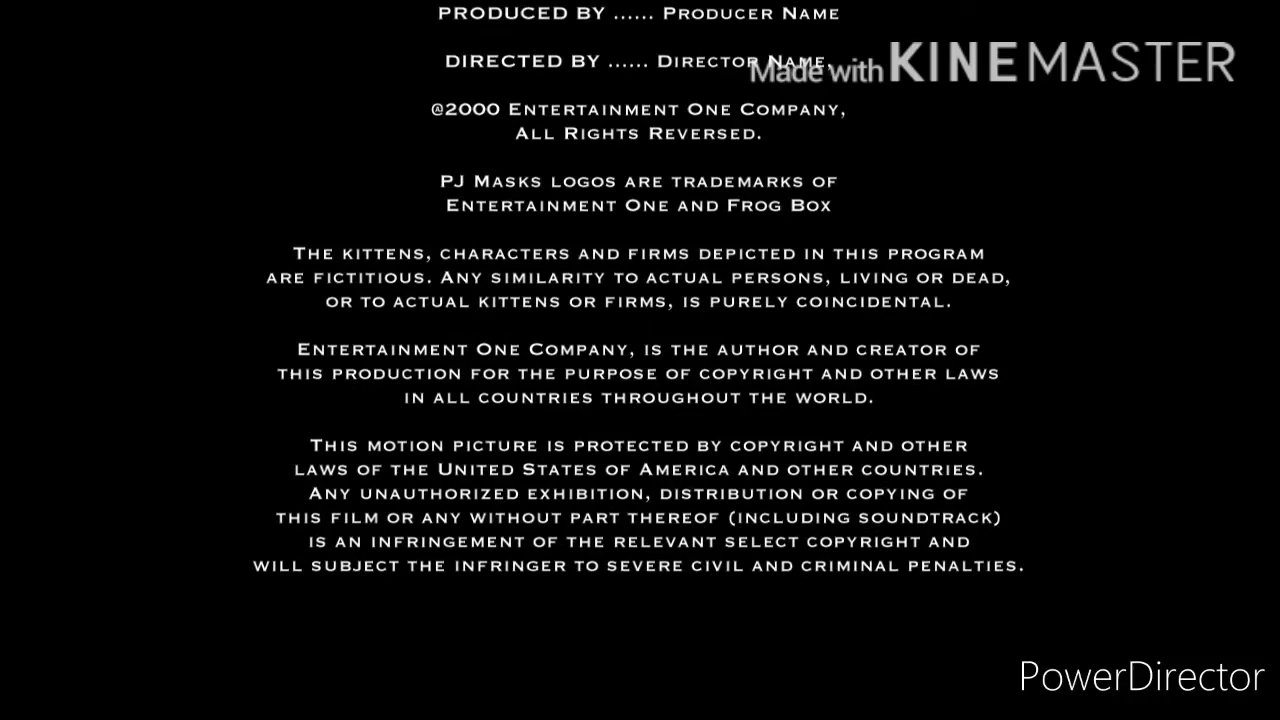 PRODUCED BY ...... PRODUCER NAME
DIRECTED BY ...... DIRECTOR NAME.
Made with KINEMASTER
@2000 ENTERTAINMENT ONE COMPANY,
ALL RIGHTS REVERSED.
PJ MASKS LOGOS ARE TRADEMARKS OF
ENTERTAINMENT ONE AND FROG BOX
THE KITTENS, CHARACTERS AND FIRMS DEPICTED IN THIS PROGRAM
ARE FICTITIOUS. ANY SIMILARITY TO ACTUAL PERSONS, LIVING OR DEAD,
OR TO ACTUAL KITTENS OR FIRMS, IS PURELY COINCIDENTAL.
ENTERTAINMENT ONE COMPANY, IS THE AUTHOR AND CREATOR OF
THIS PRODUCTION FOR THE PURPOSE OF COPYRIGHT AND OTHER LAWS
IN ALL COUNTRIES THROUGHOUT THE WORLD.
THIS MOTION PICTURE IS PROTECTED BY COPYRIGHT AND OTHER
LAWS OF THE UNITED STATES OF AMERICA AND OTHER COUNTRIES.
ANY UNAUTHORIZED EXHIBITION, DISTRIBUTION OR COPYING OF
THIS FILM OR ANY WITHOUT PART THEREOF (INCLUDING SOUNDTRACK)
IS AN INFRINGEMENT OF THE RELEVANT SELECT COPYRIGHT AND
WILL SUBJECT THE INFRINGER TO SEVERE CIVIL AND CRIMINAL PENALTIES.
PowerDirector